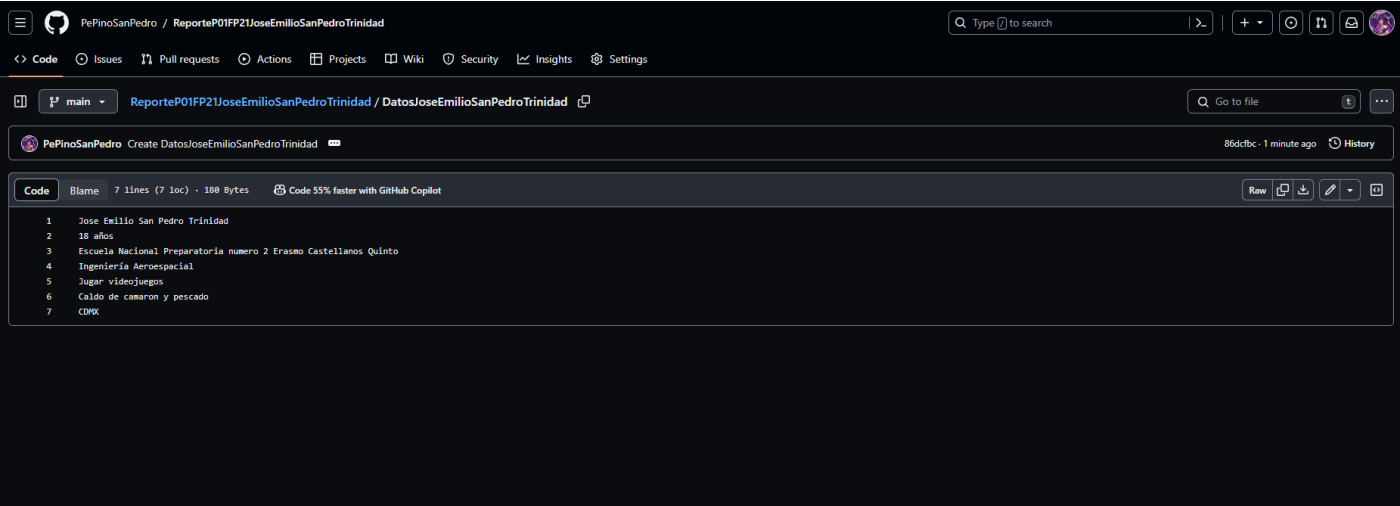 PePinoSanPedro / ReporteP01FP21JoseEmilioSanPedroTrinidad
Type / to search
Code Issues Pull requests Actions Projects Wiki Security Insights Settings
main ReporteP01FP21JoseEmilioSanPedroTrinidad / DatosJoseEmilioSanPedroTrinidad Go to file t
PePinoSanPedro Create DatosJoseEmilioSanPedroTrinidad 86dcfbc · 1 minute ago History
Code Blame 7 lines (7 loc) · 180 Bytes Code 55% faster with GitHub Copilot Raw
1 Jose Emilio San Pedro Trinidad
2 18 años
3 Escuela Nacional Preparatoria numero 2 Erasmo Castellanos Quinto
4 Ingeniería Aeroespacial
5 Jugar videojuegos
6 Caldo de camaron y pescado
7 CDMX